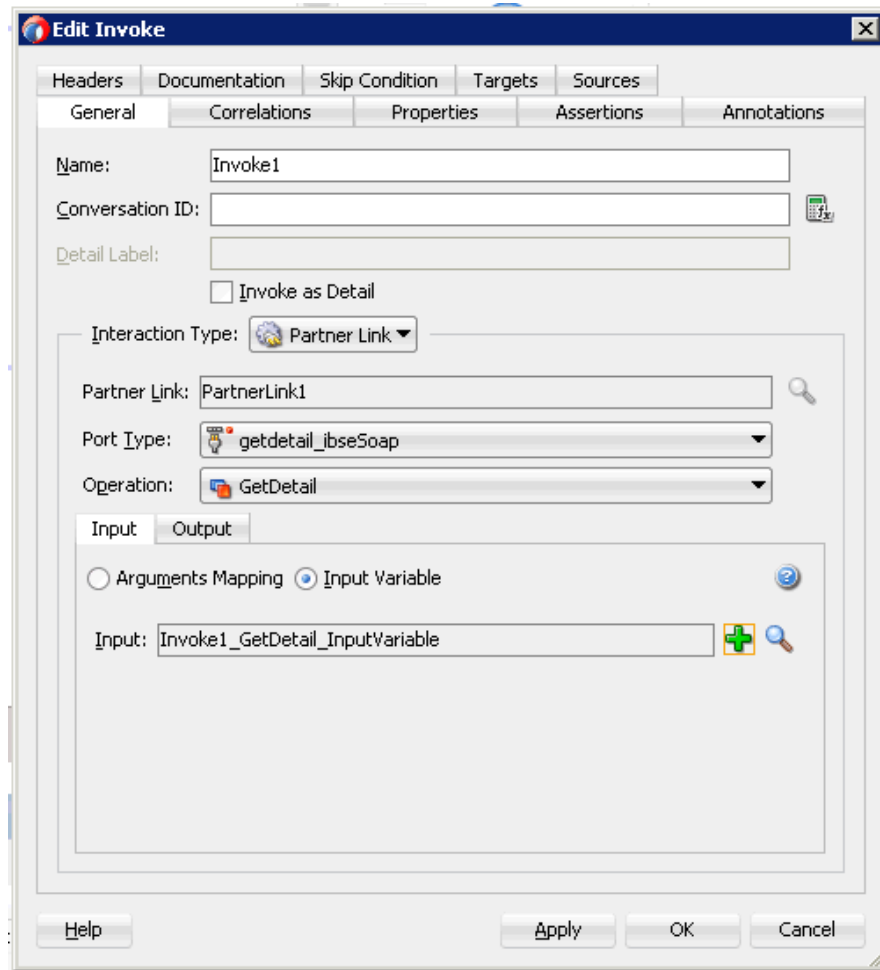 Edit Invoke
Headers Documentation Skip Condition Targets Sources
General Correlations Properties Assertions Annotations
Name: Invoke1
Conversation ID:
Detail Label:
Invoke as Detail
Interaction Type: Partner Link
Partner Link: PartnerLink1
Port Type: getdetail_ibseSoap
Operation: GetDetail
Input Output
Arguments Mapping Input Variable
Input: Invoke1_GetDetail_InputVariable
Help Apply OK Cancel